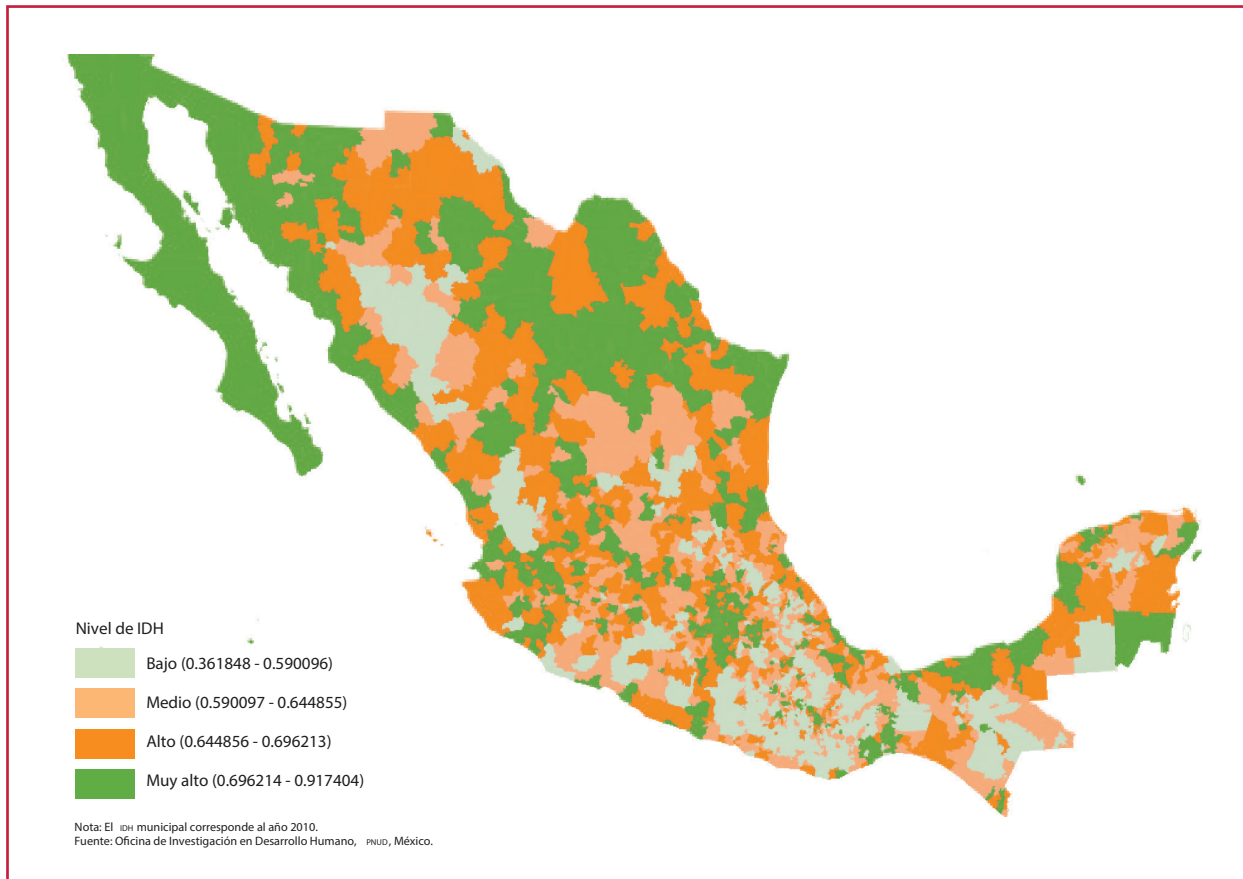 Nivel de IDH
Bajo (0.361848 - 0.590096)
Medio (0.590097 - 0.644855)
Alto (0.644856 - 0.696213)
Muy alto (0.696214 - 0.917404)
Nota: El IDH municipal corresponde al año 2010.
Fuente: Oficina de Investigación en Desarrollo Humano, PNUD, México.